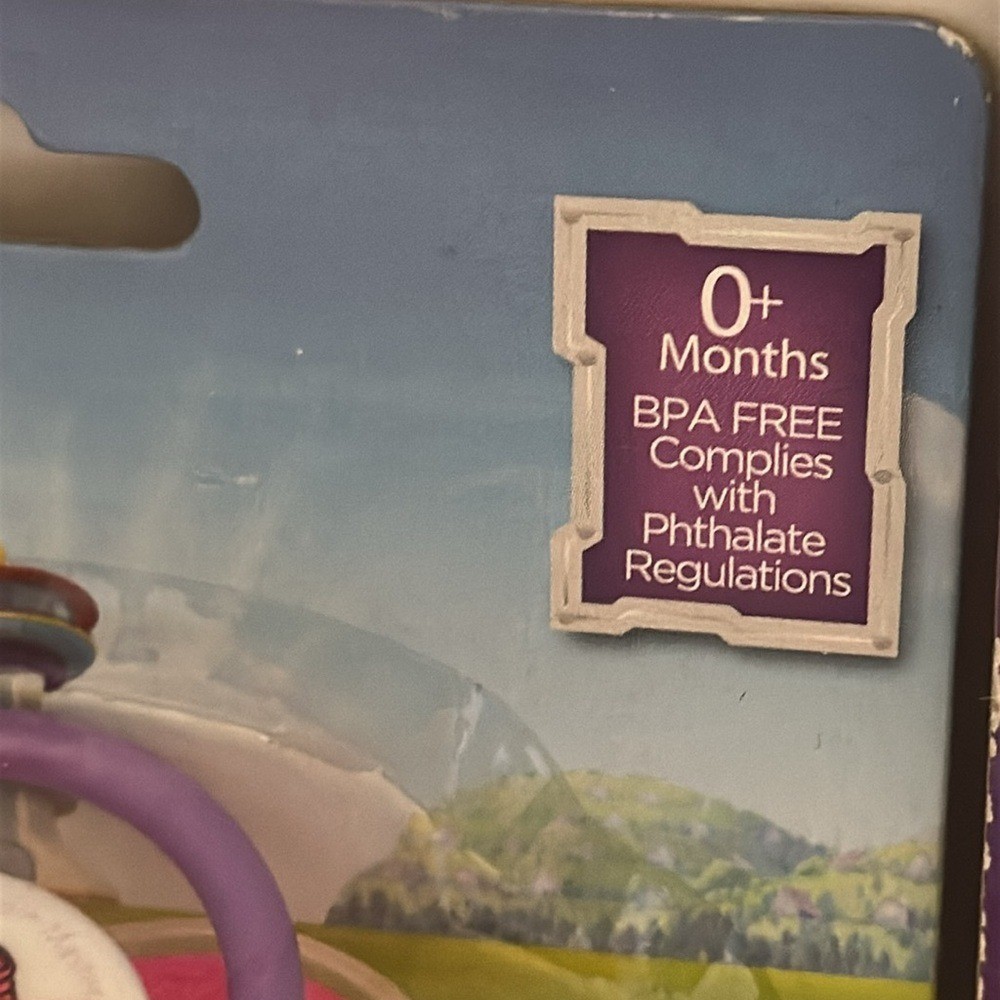 0+
Months
BPA FREE
Complies
with
Phthalate
Regulations